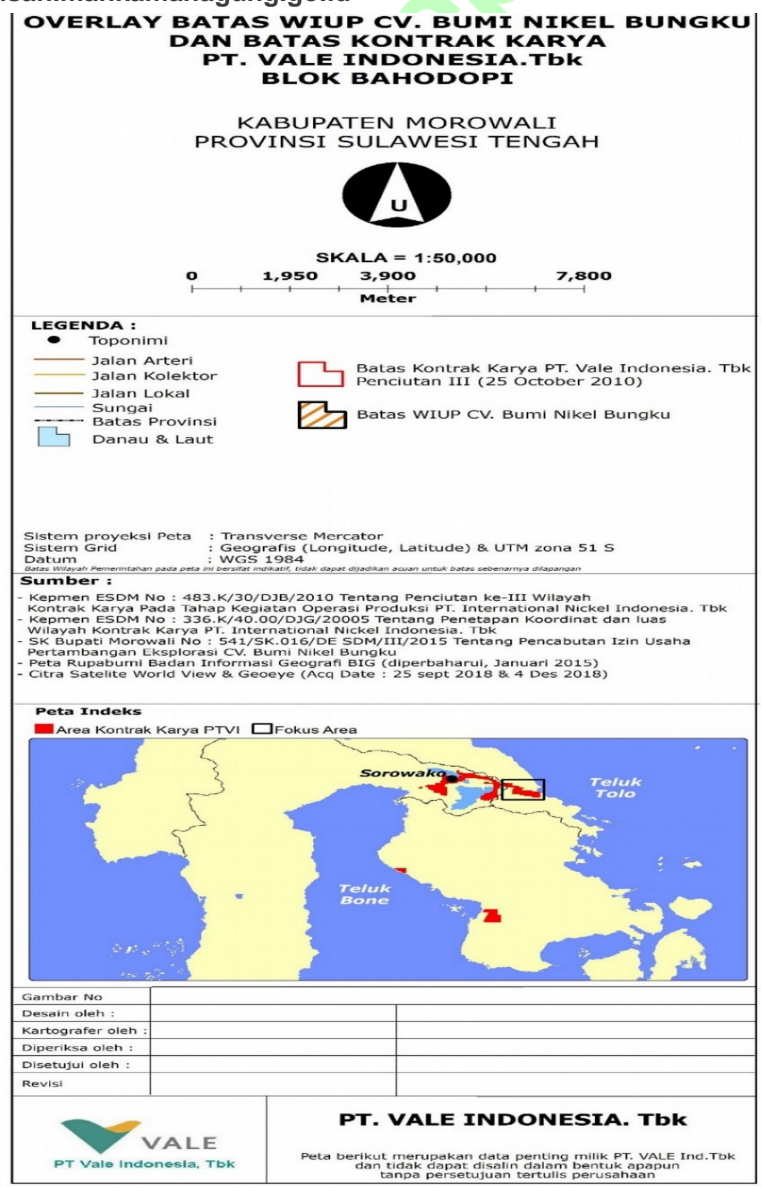 OVERLAY BATAS WIUP CV. BUMI NIKEL BUNGKU
DAN BATAS KONTRAK KARYA
PT. VALE INDONESIA.Tbk
BLOK BAHODOPI
KABUPATEN MOROWALI
PROVINSI SULAWESI TENGAH
U
SKALA = 1:50,000
0 1,950 3,900 7,800
Meter
LEGENDA :
Toponimi
Jalan Arteri
Jalan Kolektor
Jalan Lokal
Sungai
Batas Provinsi
Danau & Laut
Batas Kontrak Karya PT. Vale Indonesia. Tbk
Penciutan III (25 October 2010)
Batas WIUP CV. Bumi Nikel Bungku
Sistem proyeksi Peta : Transverse Mercator
Sistem Grid : Geografis (Longitude, Latitude) & UTM zona 51 S
Datum : WGS 1984
Batas Wilayah Pemerintahan pada peta ini bersifat indikatif, tidak dapat dijadikan acuan untuk batas sebenarnya dilapangan
Sumber :
- Kepmen ESDM No : 483.K/30/DJB/2010 Tentang Penciutan ke-III Wilayah
Kontrak Karya Pada Tahap Kegiatan Operasi Produksi PT. International Nickel Indonesia. Tbk
- Kepmen ESDM No : 336.K/40.00/DJG/20005 Tentang Penetapan Koordinat dan luas
Wilayah Kontrak Karya PT. International Nickel Indonesia. Tbk
- SK Bupati Morowali No : 541/SK.016/DE SDM/III/2015 Tentang Pencabutan Izin Usaha
Pertambangan Eksplorasi CV. Bumi Nikel Bungku
- Peta Rupabumi Badan Informasi Geografi BIG (diperbaharui, Januari 2015)
- Citra Satelite World View & Geoeye (Acq Date : 25 sept 2018 & 4 Des 2018)
Peta Indeks
Area Kontrak Karya PTVI Fokus Area
Sorowako
Teluk
Tolo
Teluk
Bone
Gambar No
Desain oleh :
Kartografer oleh :
Diperiksa oleh :
Disetujui oleh :
Revisi
VALE
PT Vale Indonesia, Tbk
PT. VALE INDONESIA. Tbk
Peta berikut merupakan data penting milik PT. VALE Ind.Tbk
dan tidak dapat disalin dalam bentuk apapun
tanpa persetujuan tertulis perusahaan